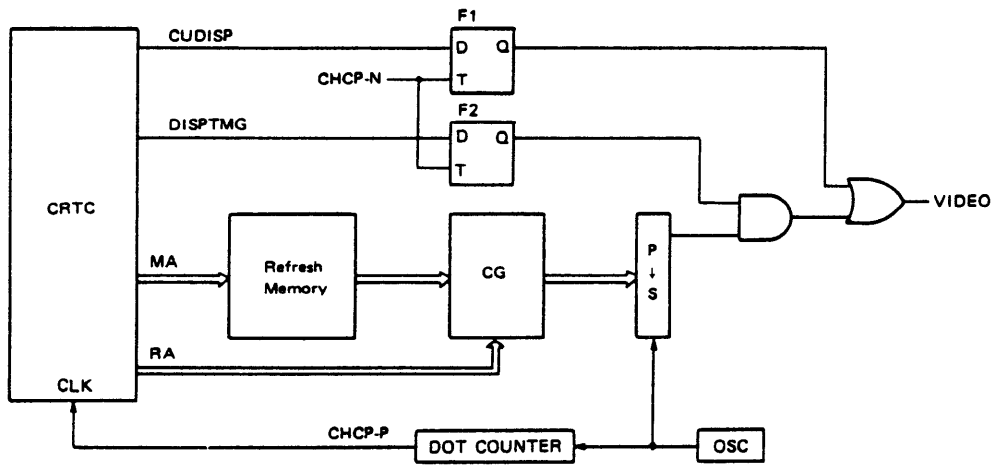 F1
CUDISP
D Q
CHCP-N
T
F2
DISPTMG
D Q
T
CRTC
VIDEO
MA
Refresh
Memory
CG
P
↓
S
RA
CLK
CHCP-P
DOT COUNTER
OSC